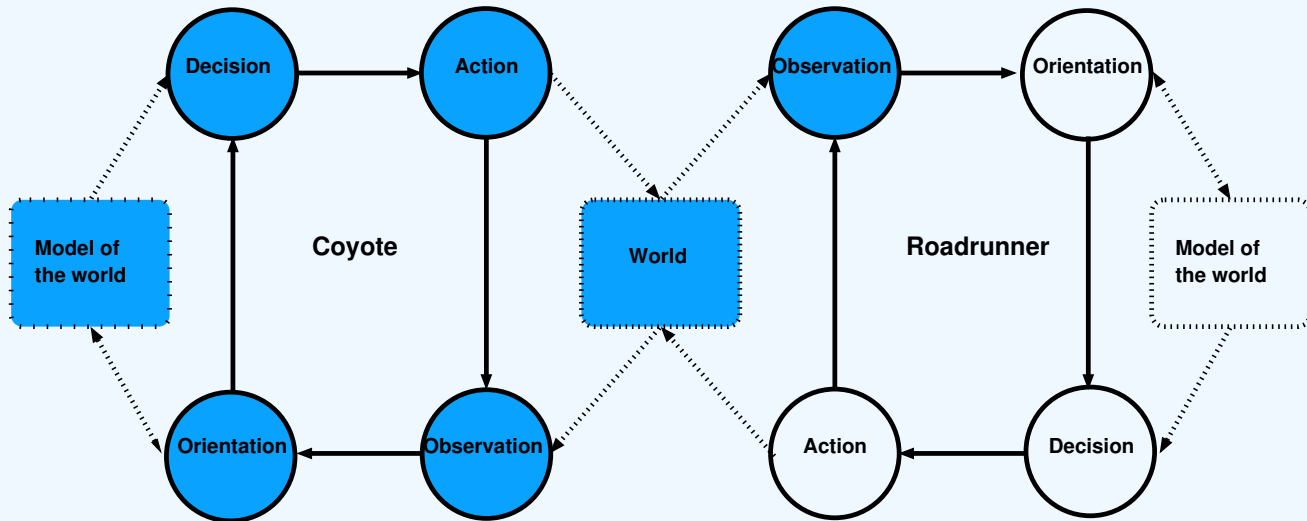 Decision
Action
Observation
Orientation
Model of
the world
Coyote
World
Roadrunner
Model of
the world
Orientation
Observation
Action
Decision